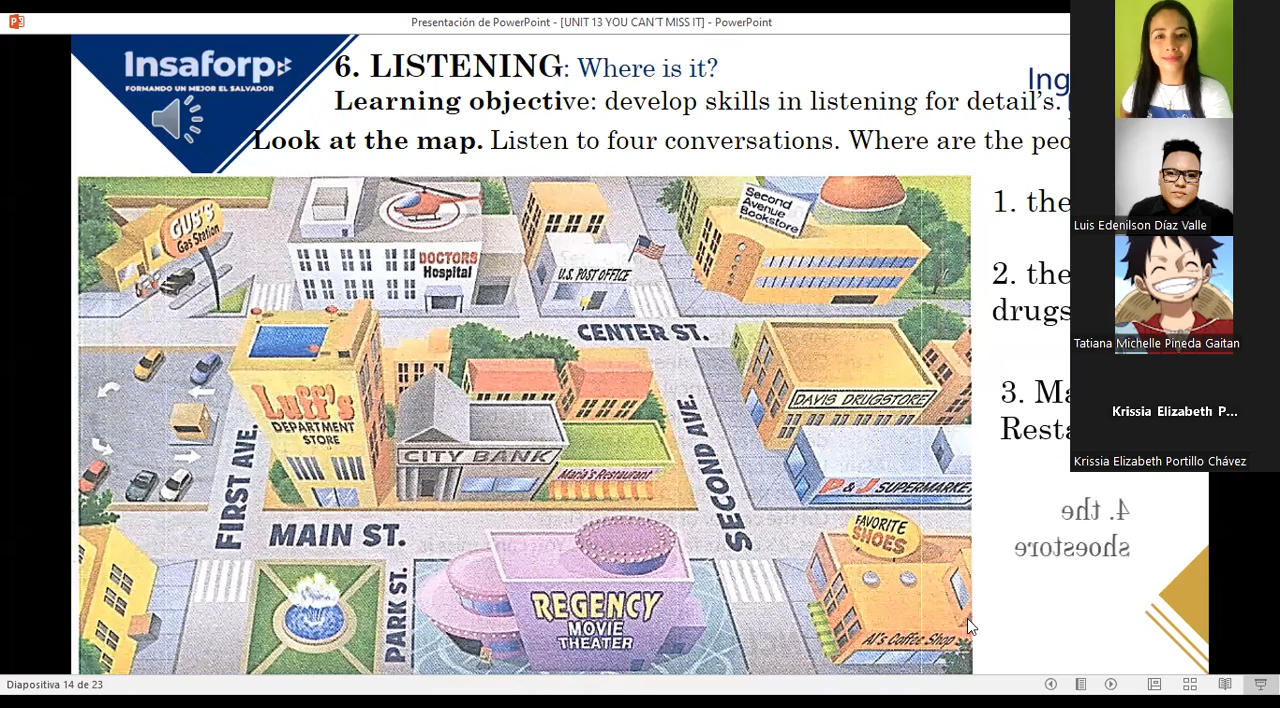 Presentación de PowerPoint - [UNIT 13 YOU CAN´T MISS IT] - PowerPoint
Insaforp
FORMANDO UN MEJOR EL SALVADOR
6. LISTENING: Where is it?
Ing
Learning objective: develop skills in listening for detail’s.
Look at the map. Listen to four conversations. Where are the peo
GUS'S
Gas Station
DOCTORS
Hospital
U.S. POST OFFICE
Second
Avenue
Bookstore
CENTER ST.
Luff's
DEPARTMENT
STORE
CITY BANK
Maria's Restaurant
DAVIS DRUGSTORE
P & J SUPERMARKE
FIRST AVE.
SECOND AVE.
MAIN ST.
PARK ST.
REGENCY
MOVIE
THEATER
FAVORITE
SHOES
Al's Coffee Shop
1. the
2. the
drugs
3. Ma
Resta
4. the
shoestore
Luis Edenilson Díaz Valle
Tatiana Michelle Pineda Gaitan
Krissia Elizabeth P...
Krissia Elizabeth Portillo Chávez
Diapositiva 14 de 23